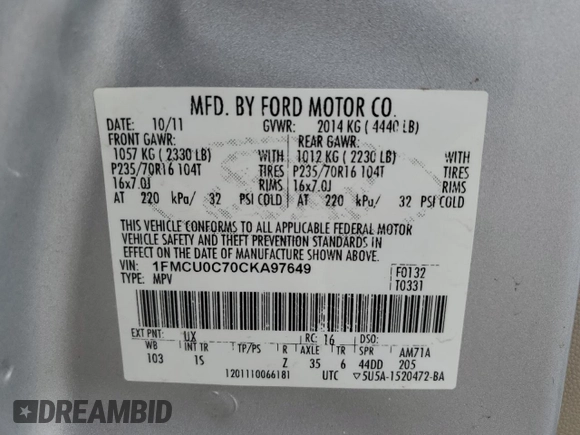 MFD. BY FORD MOTOR CO.
DATE: 10/11 GVWR: 2014 KG ( 4440 LB)
FRONT GAWR: REAR GAWR:
1057 KG ( 2330 LB) WITH 1012 KG ( 2230 LB) WITH
P235/70R16 104T TIRES P235/70R16 104T TIRES
16x7.0J RIMS 16x7.0J RIMS
AT 220 kPa/ 32 PSI COLD AT 220 kPa/ 32 PSI COLD
THIS VEHICLE CONFORMS TO ALL APPLICABLE FEDERAL MOTOR
VEHICLE SAFETY AND THEFT PREVENTION STANDARDS IN
EFFECT ON THE DATE OF MANUFACTURE SHOWN ABOVE.
VIN: 1FMCU0C70CKA97649 F0132
TYPE: MPV T0331
EXT PNT: UX RC: 16 DSO:
WB INT TR TP/PS R AXLE TR SPR AM71A
103 1S Z 35 6 44DD 205
1201110066181 UTC ▽5U5A-1520472-BA
DREAMBID dreambid.com